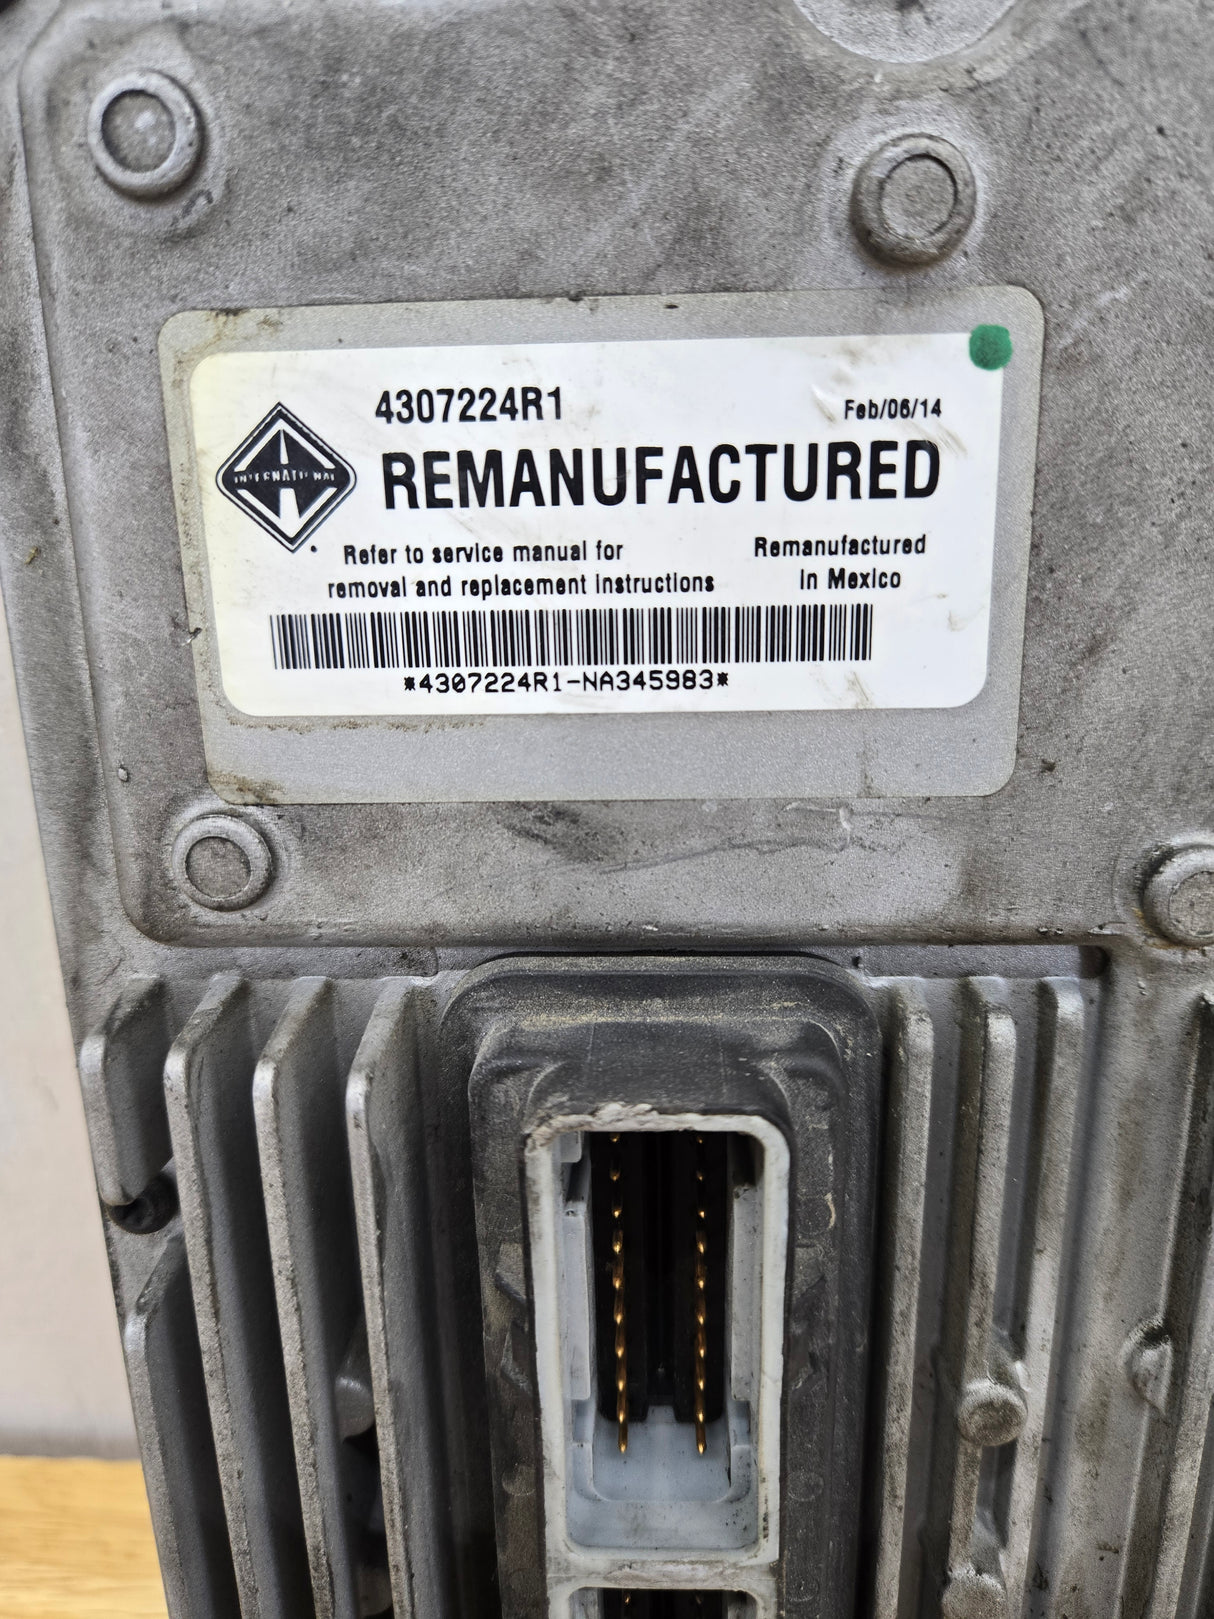 4307224R1
Feb/06/14
INTERNATIONAL
REMANUFACTURED
Refer to service manual for
removal and replacement instructions
Remanufactured
in Mexico
*4307224R1-NA345983*